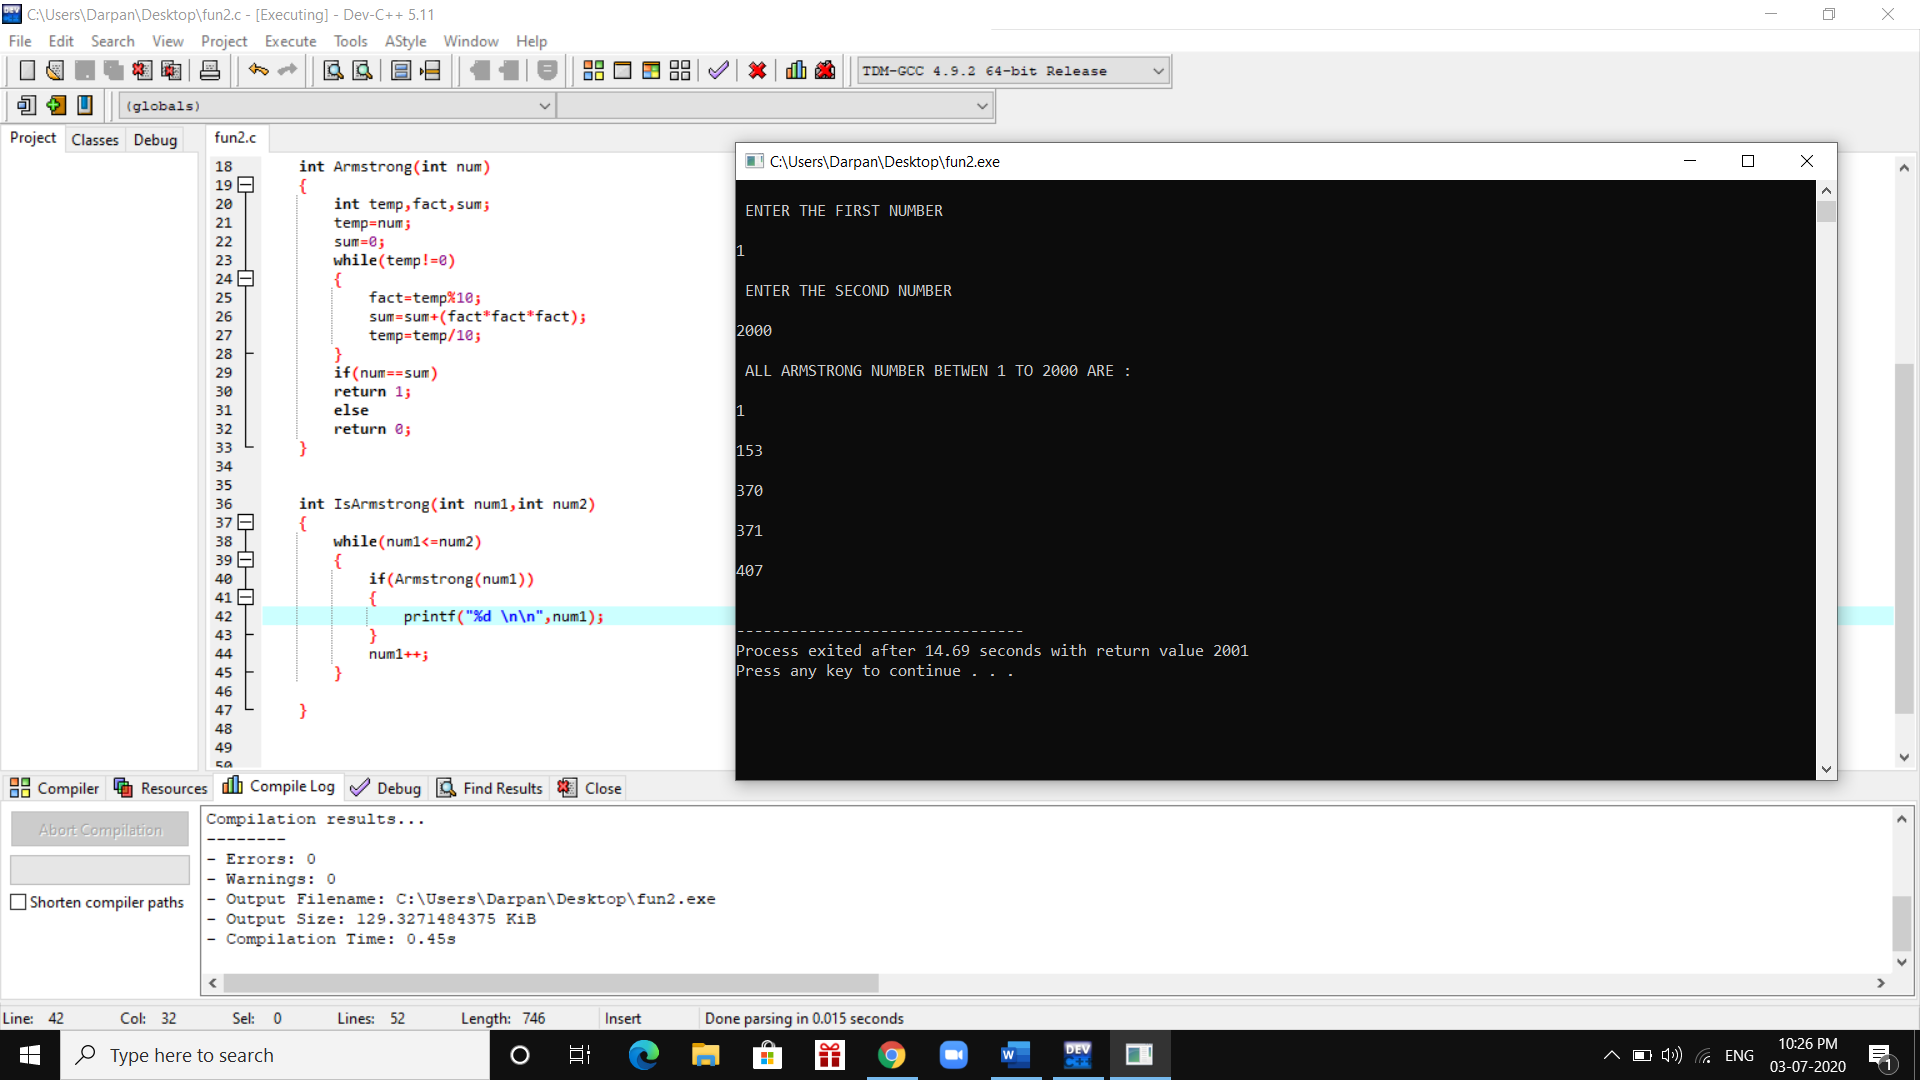 C:\Users\Darpan\Desktop\fun2.c - [Executing] - Dev-C++ 5.11
File Edit Search View Project Execute Tools AStyle Window Help
TDM-GCC 4.9.2 64-bit Release
(globals)
Project Classes Debug
fun2.c
18 int Armstrong(int num)
19 {
20 int temp,fact,sum;
21 temp=num;
22 sum=0;
23 while(temp!=0)
24 {
25 fact=temp%10;
26 sum=sum+(fact*fact*fact);
27 temp=temp/10;
28 }
29 if(num==sum)
30 return 1;
31 else
32 return 0;
33 }
34
35
36 int IsArmstrong(int num1,int num2)
37 {
38 while(num1<=num2)
39 {
40 if(Armstrong(num1))
41 {
42 printf("%d \n\n",num1);
43 }
44 num1++;
45 }
46
47 }
48
49
50
C:\Users\Darpan\Desktop\fun2.exe
ENTER THE FIRST NUMBER
1
ENTER THE SECOND NUMBER
2000
ALL ARMSTRONG NUMBER BETWEN 1 TO 2000 ARE :
1
153
370
371
407
--------------------------------
Process exited after 14.69 seconds with return value 2001
Press any key to continue . . .
Compiler Resources Compile Log Debug Find Results Close
Abort Compilation
Shorten compiler paths
Compilation results...
--------
- Errors: 0
- Warnings: 0
- Output Filename: C:\Users\Darpan\Desktop\fun2.exe
- Output Size: 129.3271484375 KiB
- Compilation Time: 0.45s
Line: 42 Col: 32 Sel: 0 Lines: 52 Length: 746 Insert Done parsing in 0.015 seconds
Type here to search
DEV C++
ENG
10:26 PM
03-07-2020
1